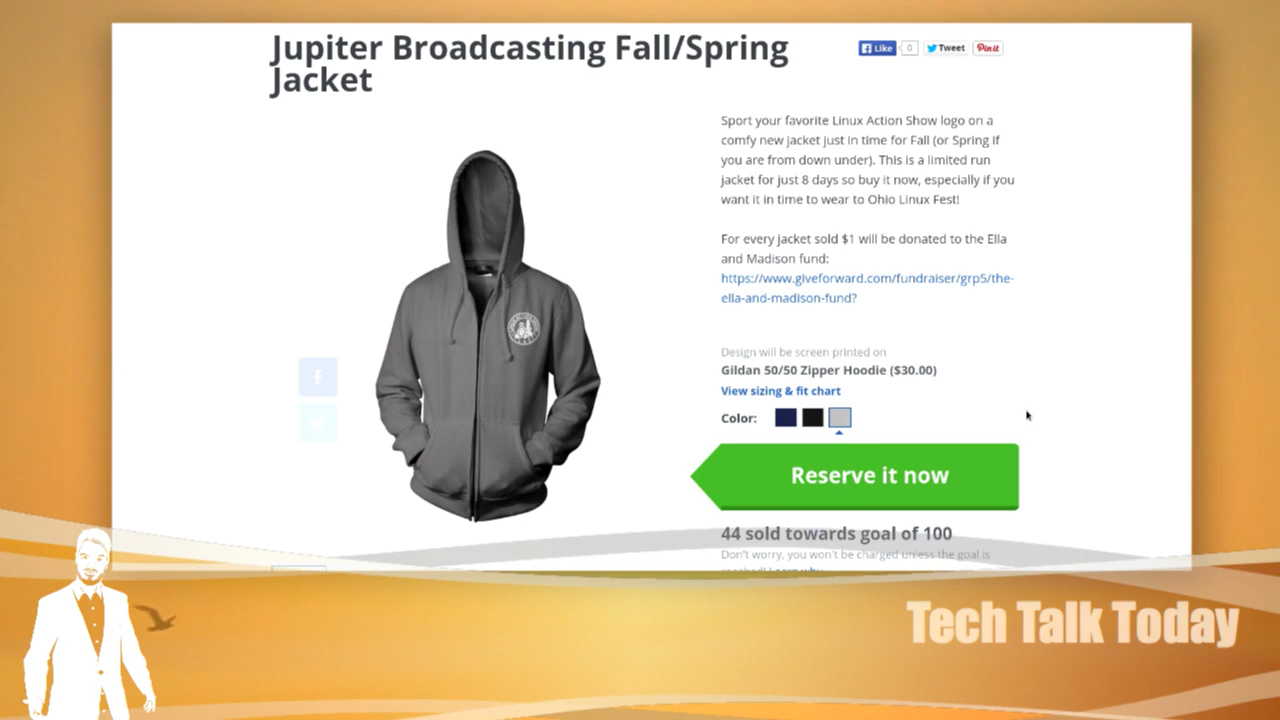 Jupiter Broadcasting Fall/Spring
Jacket
Like 0 Tweet Pin it
Sport your favorite Linux Action Show logo on a
comfy new jacket just in time for Fall (or Spring if
you are from down under). This is a limited run
jacket for just 8 days so buy it now, especially if you
want it in time to wear to Ohio Linux Fest!
For every jacket sold $1 will be donated to the Ella
and Madison fund:
https://www.giveforward.com/fundraiser/grp5/the-
ella-and-madison-fund?
Design will be screen printed on
Gildan 50/50 Zipper Hoodie ($30.00)
View sizing & fit chart
Color:
Reserve it now
44 sold towards goal of 100
Don't worry, you won't be charged unless the goal is
Tech Talk Today